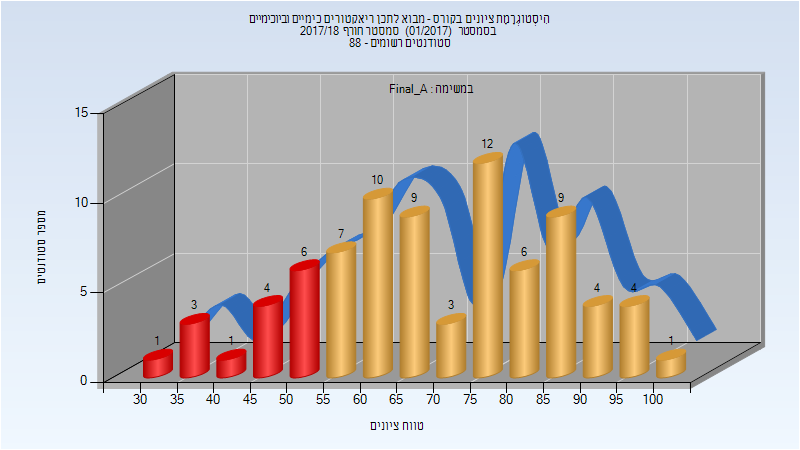 היסטוגרמת ציונים בקורס - מבוא לתכן ריאקטורים כימיים וביוכימיים
בסמסטר (01/2017) סמסטר חורף 2017/18
סטודנטים רשומים - 88
במשימה : Final_A
15
10
5
0
מספר סטודנטים
1 3 1 4 6 7 10 9 3 12 6 9 4 4 1
30 35 40 45 50 55 60 65 70 75 80 85 90 95 100
טווח ציונים